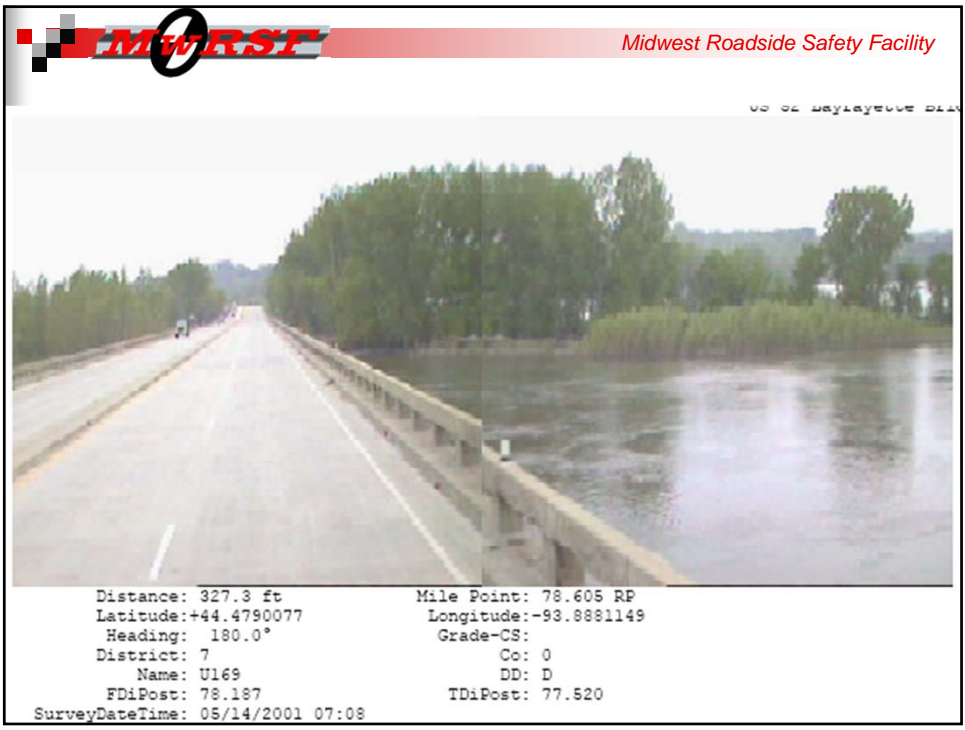 MwRSF
Midwest Roadside Safety Facility
Distance: 327.3 ft Mile Point: 78.605 RP
Latitude:+44.4790077 Longitude:-93.8881149
Heading: 180.0° Grade-CS:
District: 7 Co: 0
Name: U169 DD: D
FDiPost: 78.187 TDiPost: 77.520
SurveyDateTime: 05/14/2001 07:08